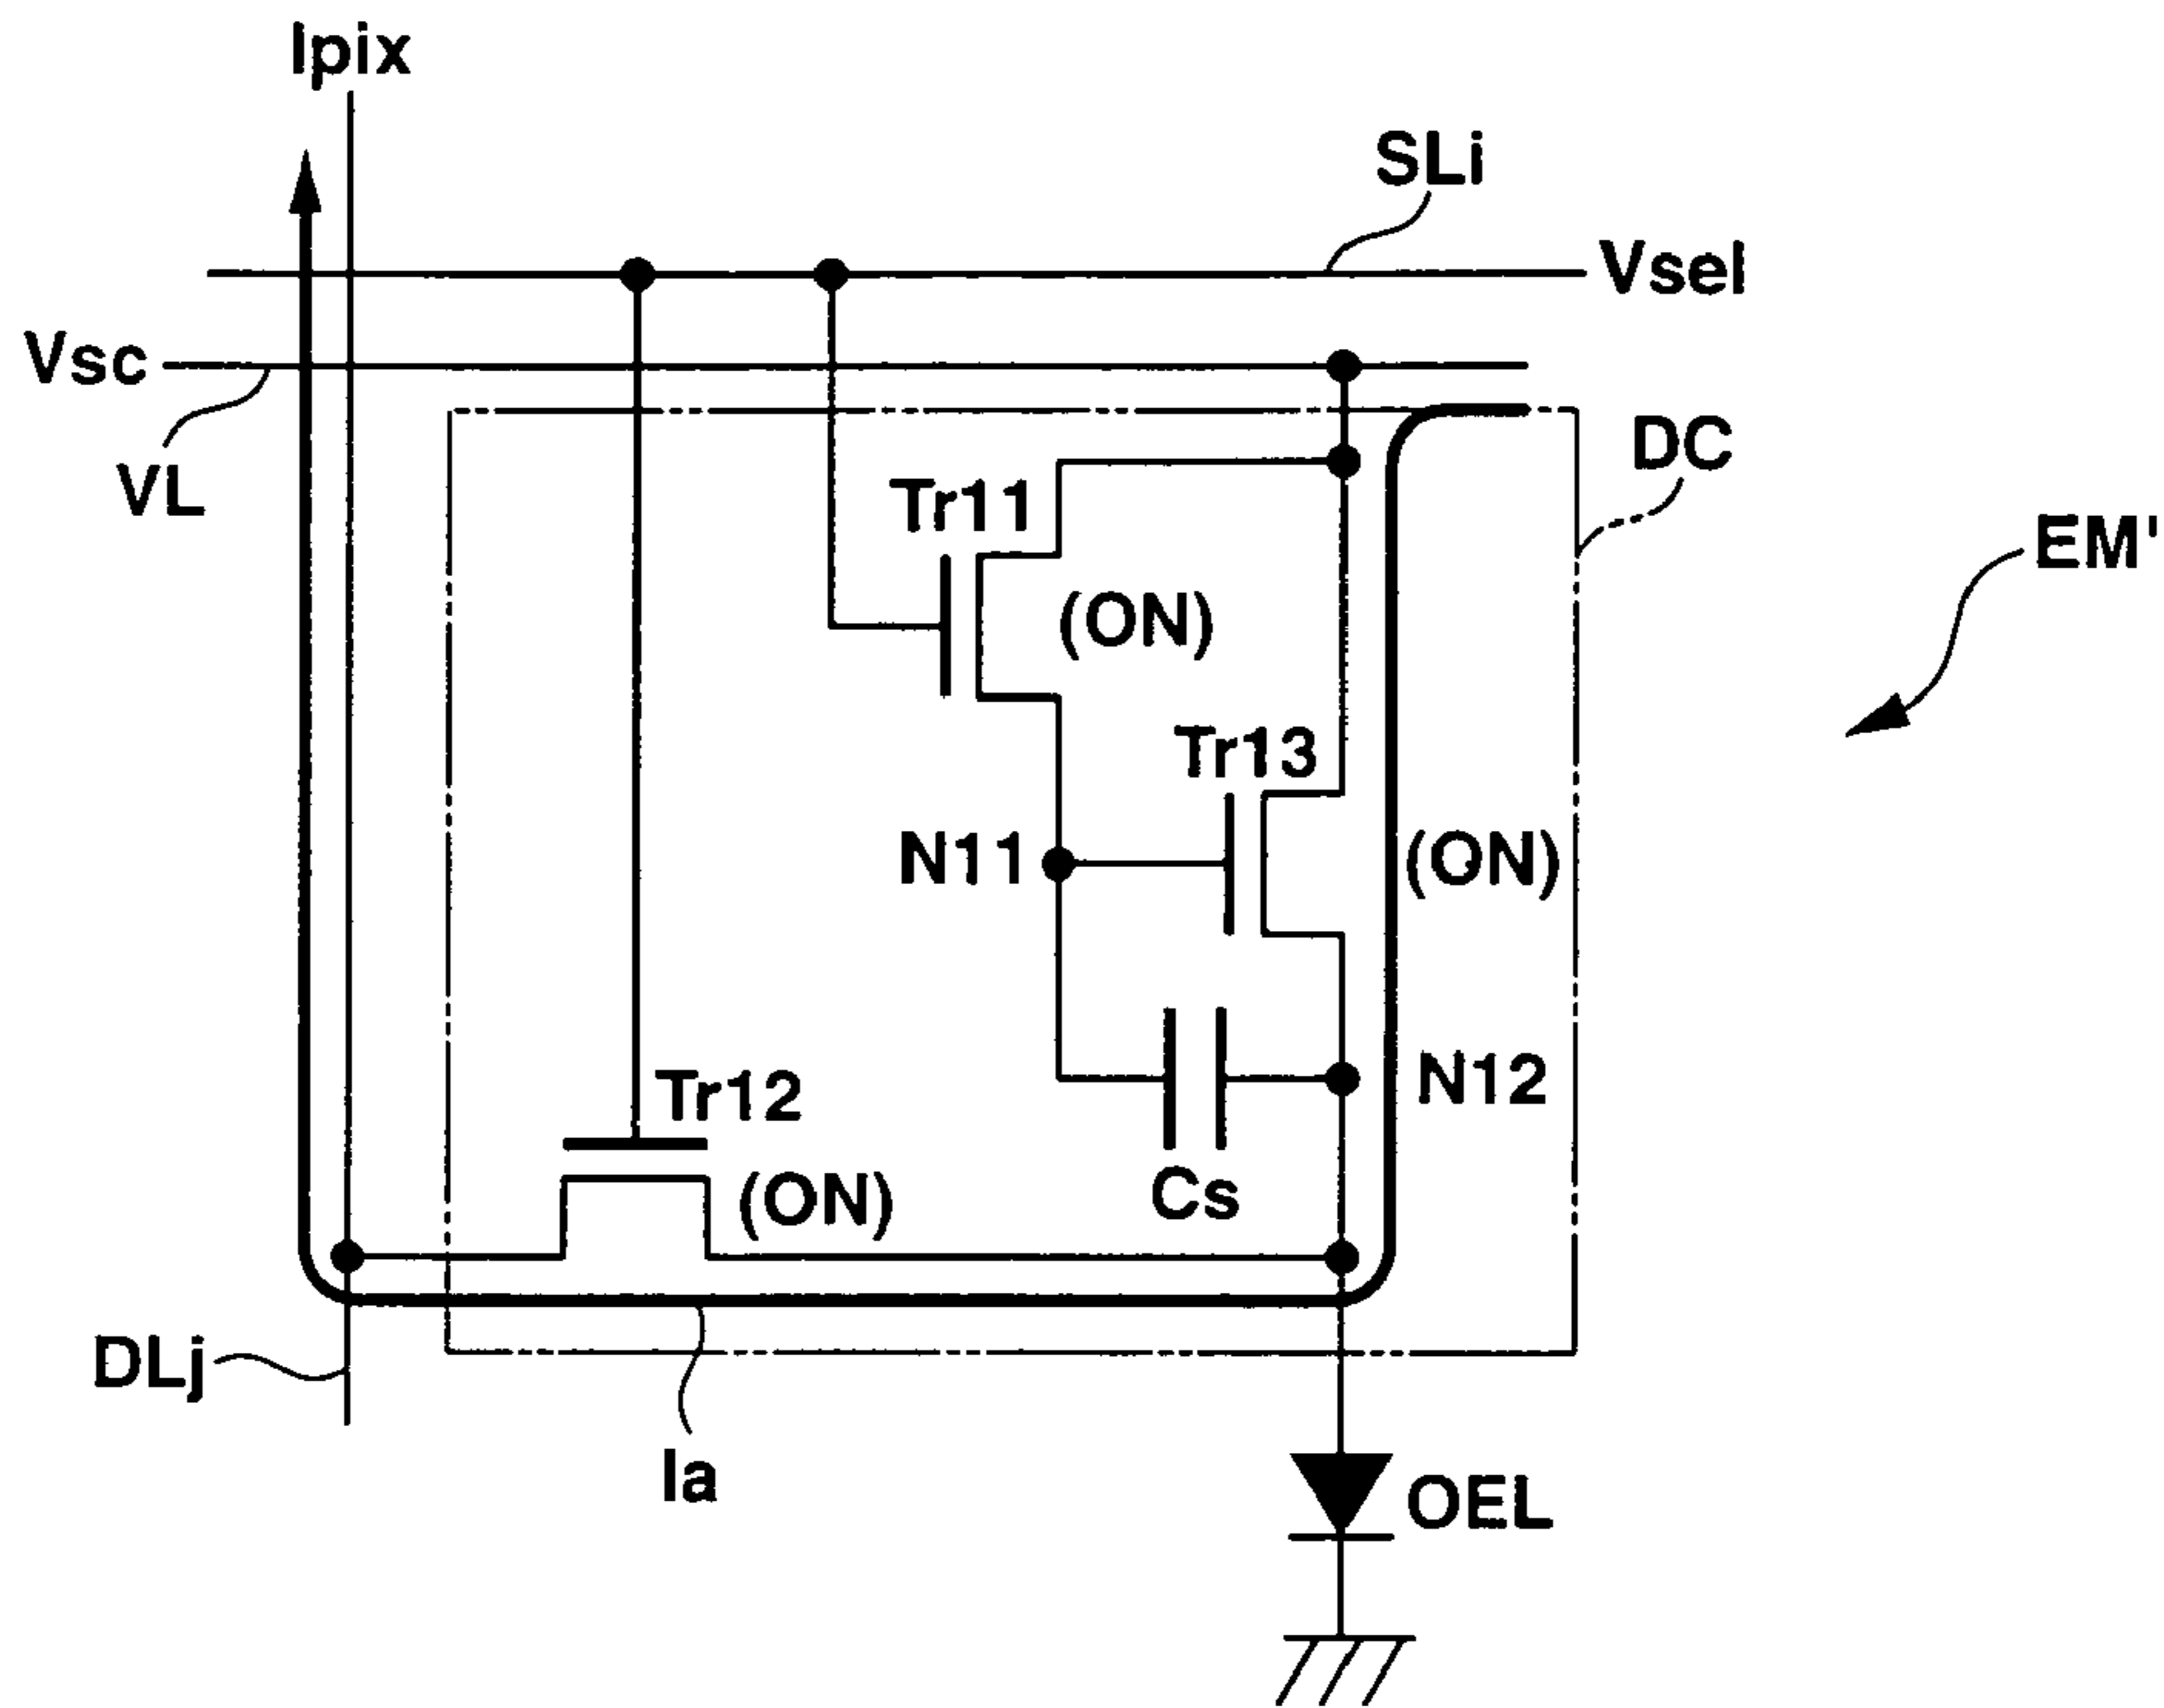 Ipix
SLi
Vsel
Vsc
VL
DC
EM'
Tr11
(ON)
Tr13
N11
(ON)
N12
Tr12
(ON)
Cs
DLj
Ia
OEL